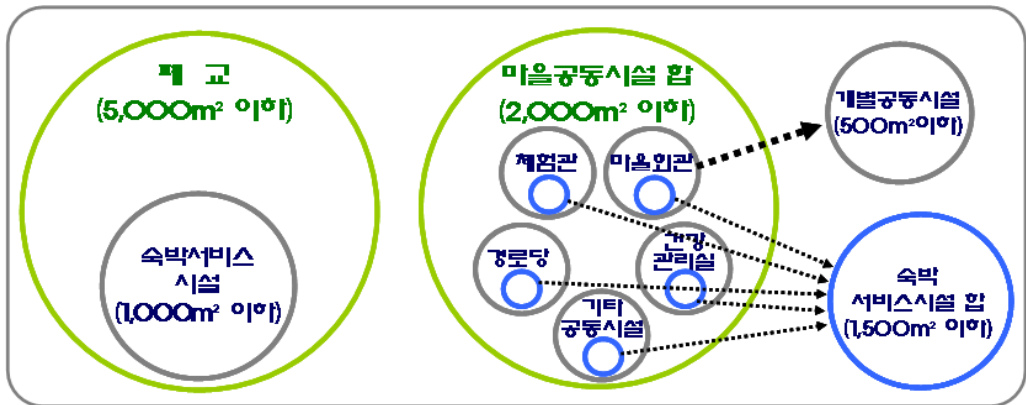 폐 교
(5,000m² 이하)
숙박서비스
시설
(1,000m² 이하)
마을공동시설 합
(2,000m² 이하)
체험관
마을회관
경로당
건강
관리실
기타
공동시설
개별공동시설
(500m²이하)
숙박
서비스시설 합
(1,500m² 이하)